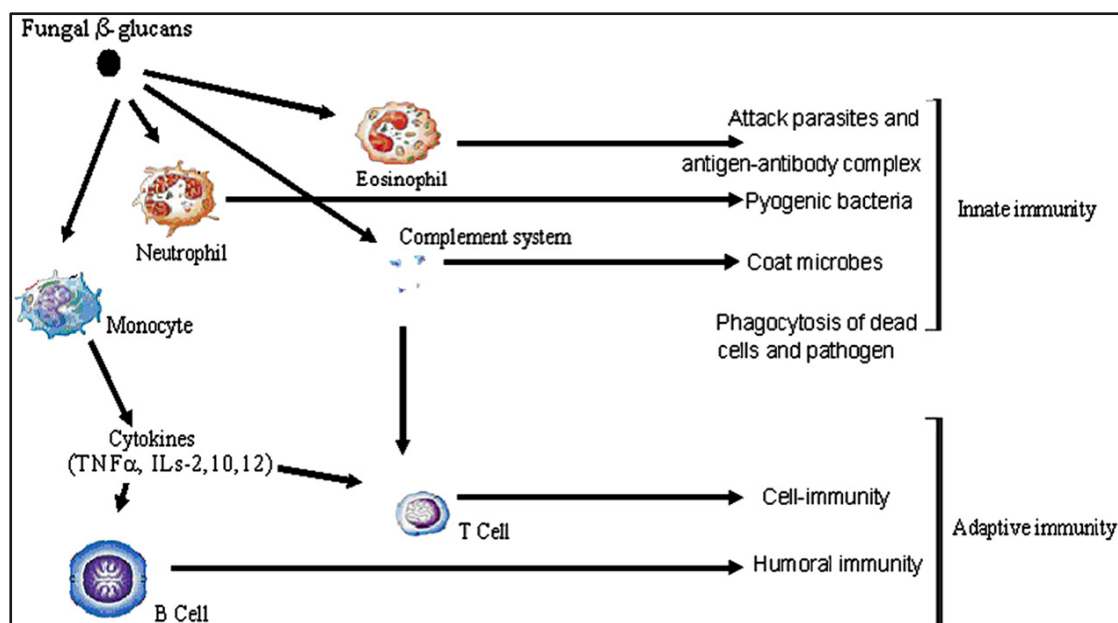 Fungal β-glucans
Eosinophil
Attack parasites and
antigen-antibody complex
Neutrophil
Pyogenic bacteria
Innate immunity
Complement system
Coat microbes
Monocyte
Phagocytosis of dead
cells and pathogen
Cytokines
(TNFα, ILs-2,10,12)
T Cell
Cell-immunity
Adaptive immunity
B Cell
Humoral immunity